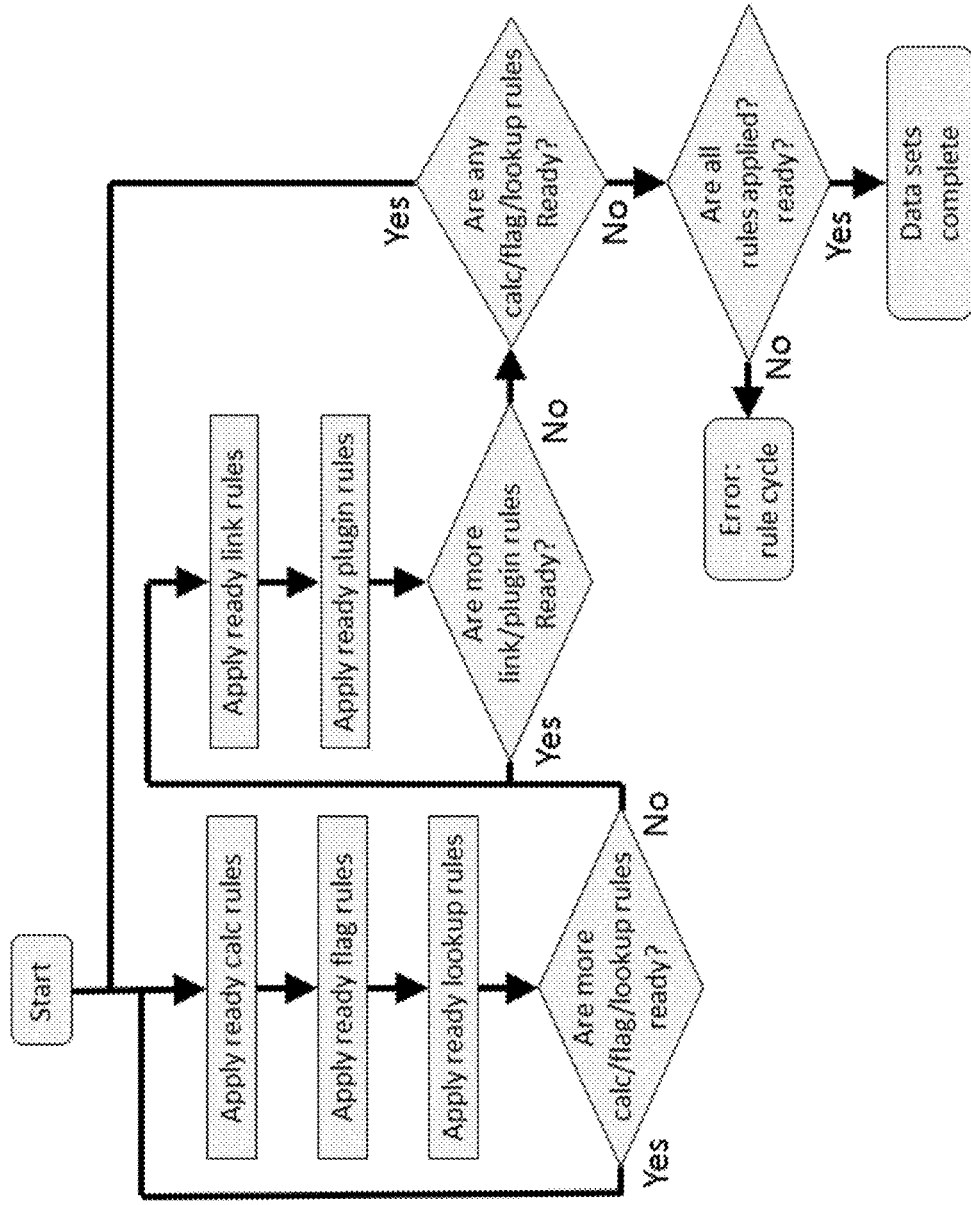 Start
Apply ready calc rules
Apply ready flag rules
Apply ready lookup rules
Are more
calc/flag/lookup rules
ready?
Yes
No
Apply ready link rules
Apply ready plugin rules
Are more
link/plugin rules
Ready?
Yes
No
Are any
calc/flag/lookup rules
Ready?
Yes
No
Are all
rules applied?
ready?
No
Yes
Error:
rule cycle
Data sets
complete